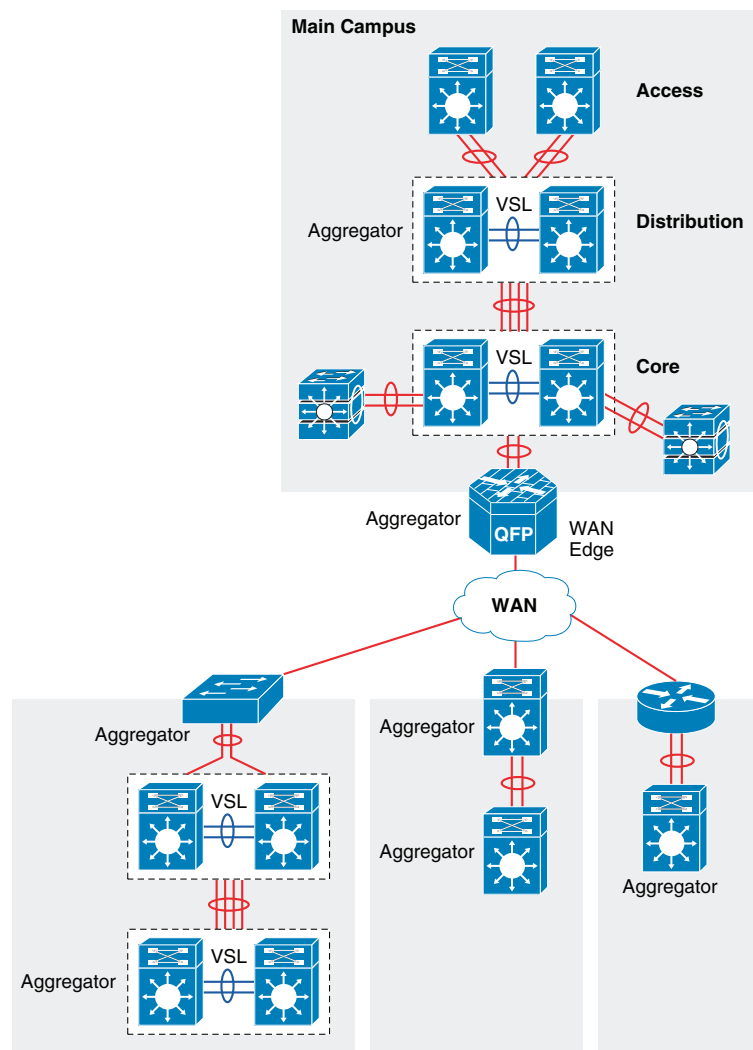 Main Campus
Access
VSL
Aggregator
Distribution
VSL
Core
Aggregator
QFP
WAN
Edge
WAN
Aggregator
VSL
Aggregator
VSL
Aggregator
Aggregator
Aggregator